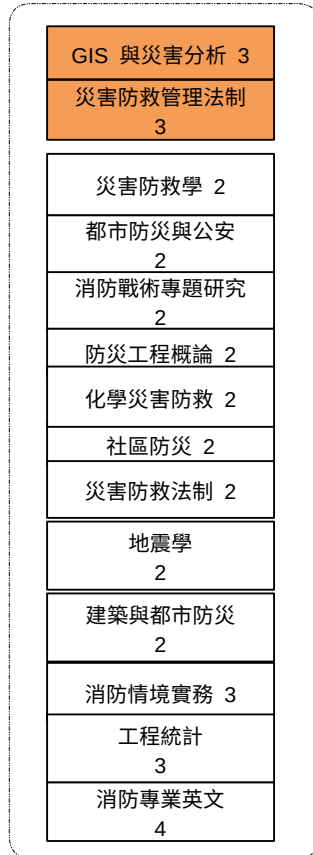 GIS 與災害分析 3
災害防救管理法制
3
災害防救學 2
都市防災與公安
2
消防戰術專題研究
2
防災工程概論 2
化學災害防救 2
社區防災 2
災害防救法制 2
地震學
2
建築與都市防災
2
消防情境實務 3
工程統計
3
消防專業英文
4